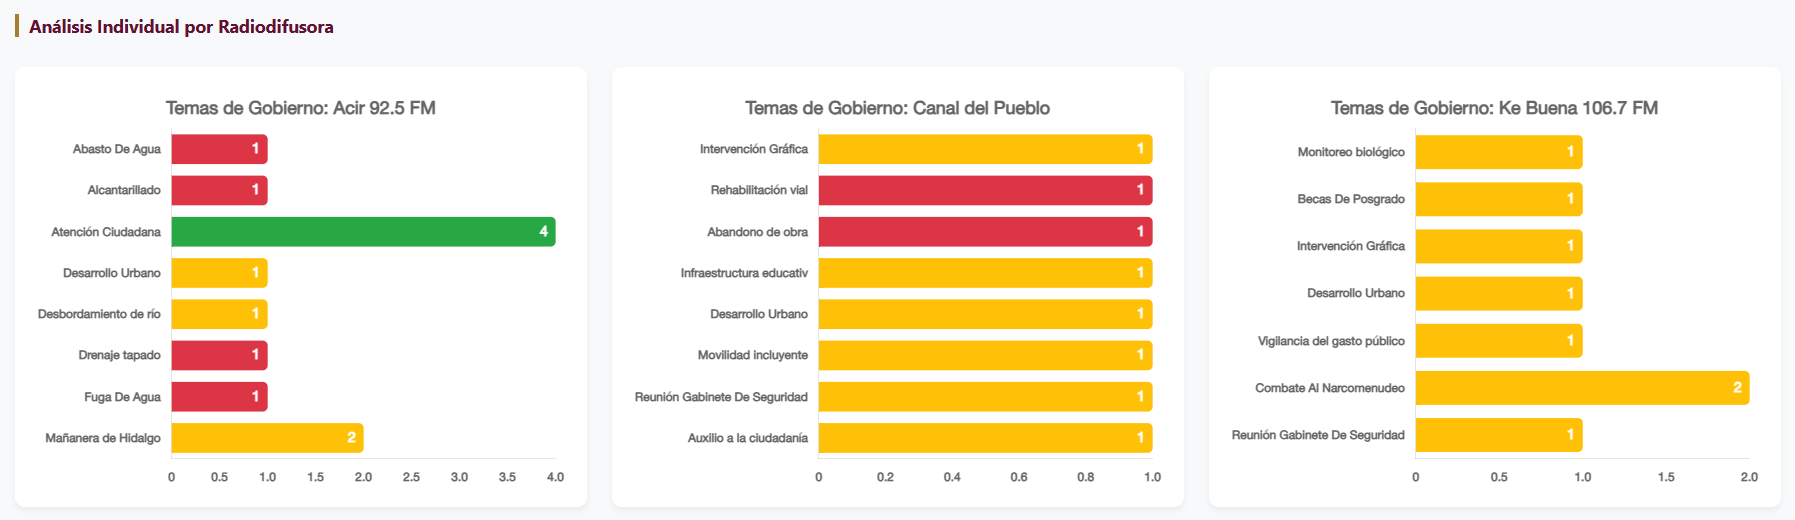 Análisis Individual por Radiodifusora
Temas de Gobierno: Acir 92.5 FM
Abasto De Agua 1
Alcantarillado 1
Atención Ciudadana 4
Desarrollo Urbano 1
Desbordamiento de río 1
Drenaje tapado 1
Fuga De Agua 1
Mañanera de Hidalgo 2
0 0.5 1.0 1.5 2.0 2.5 3.0 3.5 4.0
Temas de Gobierno: Canal del Pueblo
Intervención Gráfica 1
Rehabilitación vial 1
Abandono de obra 1
Infraestructura educativ 1
Desarrollo Urbano 1
Movilidad incluyente 1
Reunión Gabinete De Seguridad 1
Auxilio a la ciudadanía 1
0 0.2 0.4 0.6 0.8 1.0
Temas de Gobierno: Ke Buena 106.7 FM
Monitoreo biológico 1
Becas De Posgrado 1
Intervención Gráfica 1
Desarrollo Urbano 1
Vigilancia del gasto público 1
Combate Al Narcomenudeo 2
Reunión Gabinete De Seguridad 1
0 0.5 1.0 1.5 2.0